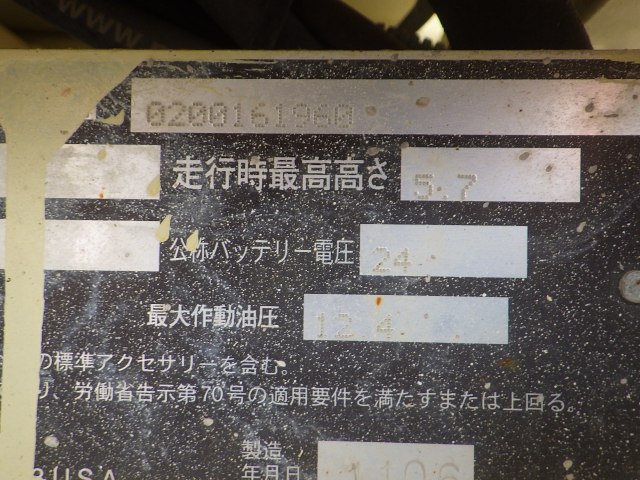 0200161960
走行時最高高さ 5.7
公称バッテリー電圧 24
最大作動油圧 124
の標準アクセサリーを含む。
り、労働省告示第70号の適用要件を満たすまたは上回る。
製造
年月日 1106
USA